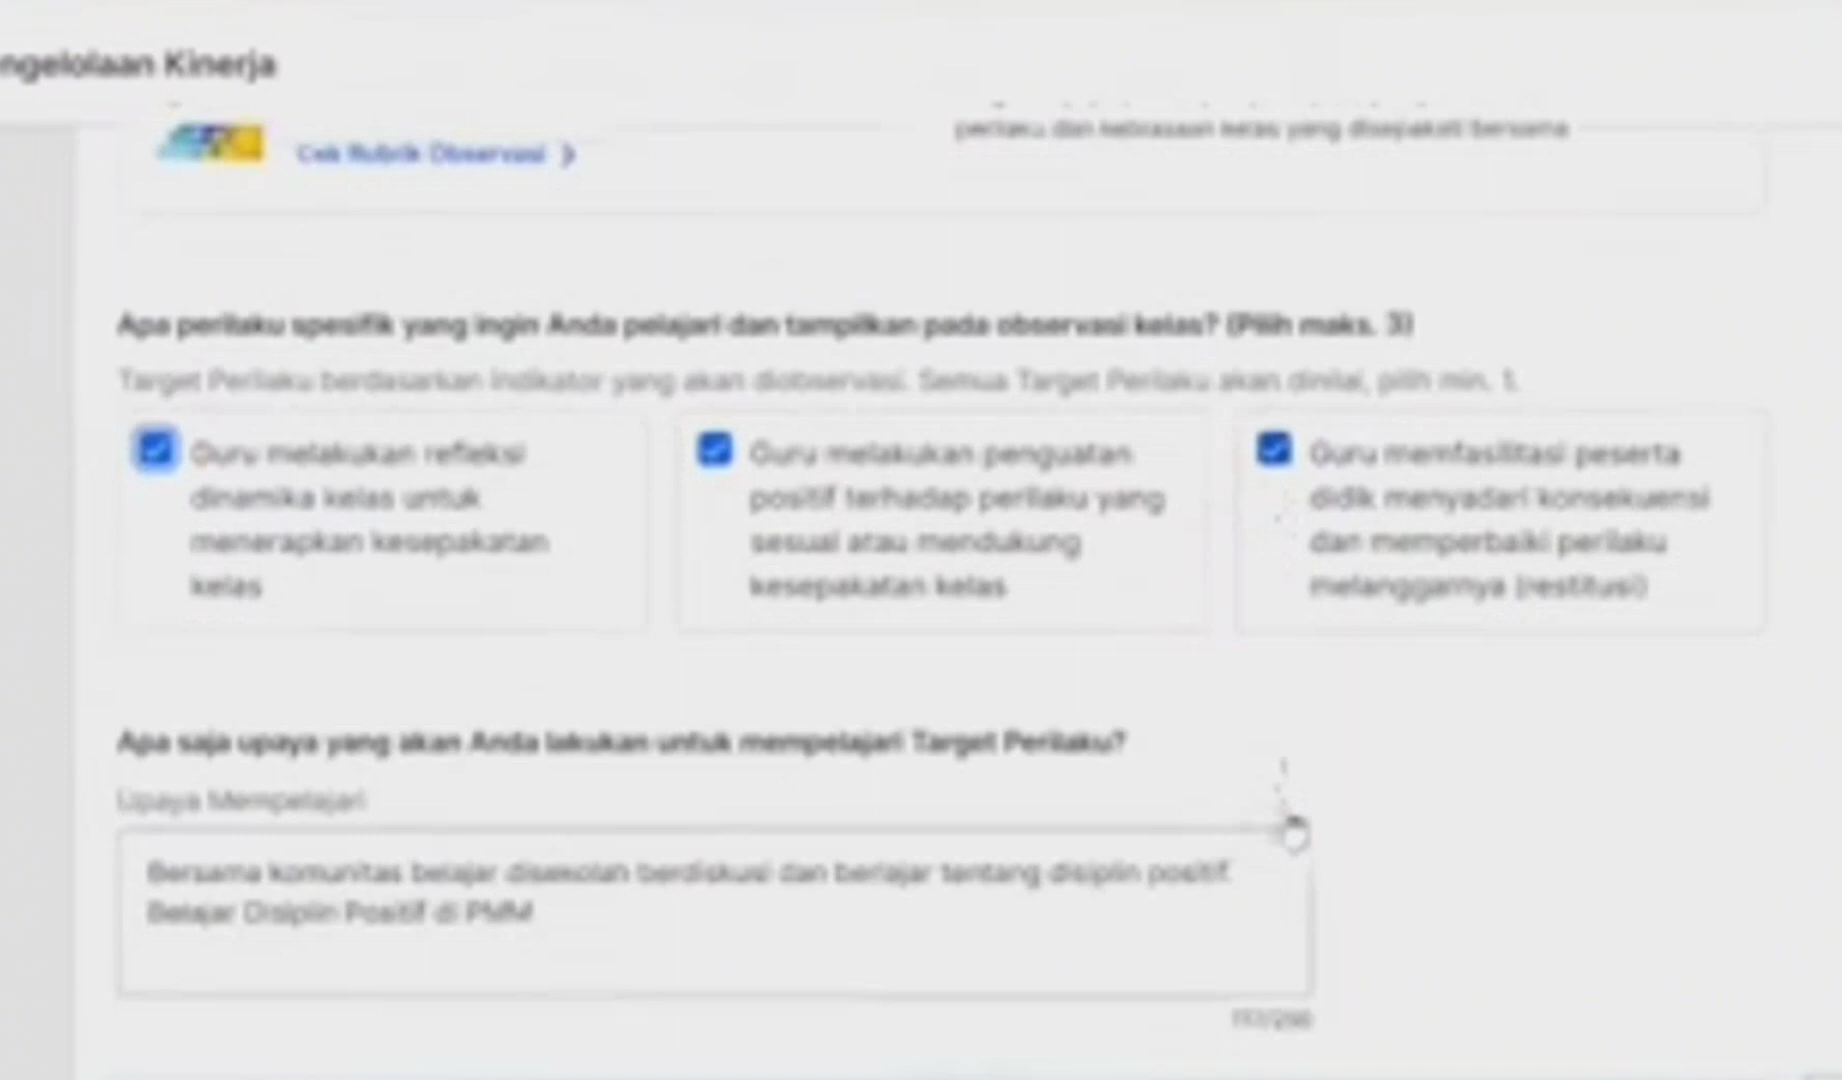 ngelolaan Kinerja
perilaku dan kebiasaan kelas yang disepakati bersama
Cek Rubrik Observasi
Apa perilaku spesifik yang ingin Anda pelajari dan tampilkan pada observasi kelas? (Pilih maks. 3)
Target Perilaku berdasarkan indikator yang akan diobservasi. Semua Target Perilaku akan dinilai, pilih min. 1.
Guru melakukan refleksi
dinamika kelas untuk
menerapkan kesepakatan
kelas
Guru melakukan penguatan
positif terhadap perilaku yang
sesuai atau mendukung
kesepakatan kelas
Guru memfasilitasi peserta
didik menyadari konsekuensi
dan memperbaiki perilaku
melanggarnya (restitusi)
Apa saja upaya yang akan Anda lakukan untuk mempelajari Target Perilaku?
Upaya Mempelajari
Bersama komunitas belajar disekolah berdiskusi dan berlajar tentang disiplin positif
Belajar Disiplin Positif di PMM